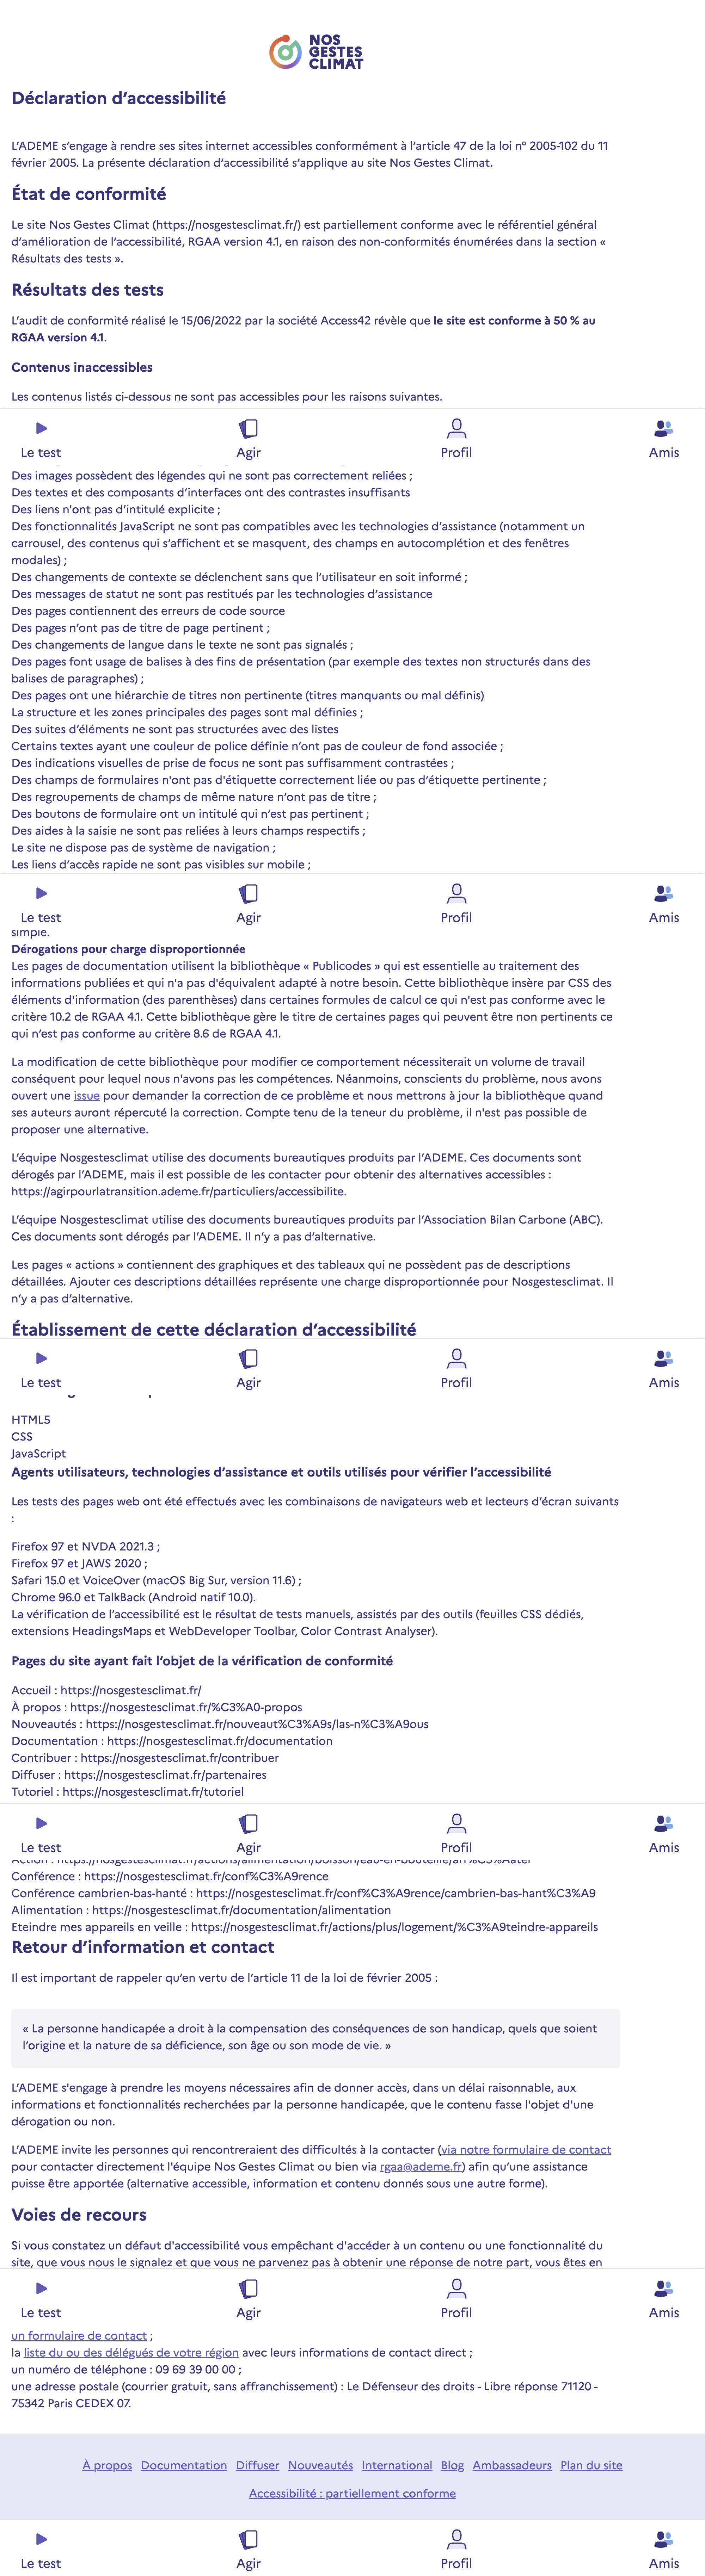 NOS
GESTES
CLIMAT
Déclaration d’accessibilité
L’ADEME s’engage à rendre ses sites internet accessibles conformément à l’article 47 de la loi n° 2005-102 du 11
février 2005. La présente déclaration d’accessibilité s’applique au site Nos Gestes Climat.
État de conformité
Le site Nos Gestes Climat (https://nosgestesclimat.fr/) est partiellement conforme avec le référentiel général
d’amélioration de l’accessibilité, RGAA version 4.1, en raison des non-conformités énumérées dans la section «
Résultats des tests ».
Résultats des tests
L’audit de conformité réalisé le 15/06/2022 par la société Access42 révèle que le site est conforme à 50 % au
RGAA version 4.1.
Contenus inaccessibles
Les contenus listés ci-dessous ne sont pas accessibles pour les raisons suivantes.
Le test Agir Profil Amis
Des images possèdent des légendes qui ne sont pas correctement reliées ;
Des textes et des composants d’interfaces ont des contrastes insuffisants
Des liens n'ont pas d’intitulé explicite ;
Des fonctionnalités JavaScript ne sont pas compatibles avec les technologies d’assistance (notamment un
carrousel, des contenus qui s’affichent et se masquent, des champs en autocomplétion et des fenêtres
modales) ;
Des changements de contexte se déclenchent sans que l’utilisateur en soit informé ;
Des messages de statut ne sont pas restitués par les technologies d’assistance
Des pages contiennent des erreurs de code source
Des pages n’ont pas de titre de page pertinent ;
Des changements de langue dans le texte ne sont pas signalés ;
Des pages font usage de balises à des fins de présentation (par exemple des textes non structurés dans des
balises de paragraphes) ;
Des pages ont une hiérarchie de titres non pertinente (titres manquants ou mal définis)
La structure et les zones principales des pages sont mal définies ;
Des suites d’éléments ne sont pas structurées avec des listes
Certains textes ayant une couleur de police définie n’ont pas de couleur de fond associée ;
Des indications visuelles de prise de focus ne sont pas suffisamment contrastées ;
Des champs de formulaires n'ont pas d'étiquette correctement liée ou pas d’étiquette pertinente ;
Des regroupements de champs de même nature n’ont pas de titre ;
Des boutons de formulaire ont un intitulé qui n’est pas pertinent ;
Des aides à la saisie ne sont pas reliées à leurs champs respectifs ;
Le site ne dispose pas de système de navigation ;
Les liens d’accès rapide ne sont pas visibles sur mobile ;
Le test Agir Profil Amis
simple.
Dérogations pour charge disproportionnée
Les pages de documentation utilisent la bibliothèque « Publicodes » qui est essentielle au traitement des
informations publiées et qui n'a pas d'équivalent adapté à notre besoin. Cette bibliothèque insère par CSS des
éléments d'information (des parenthèses) dans certaines formules de calcul ce qui n'est pas conforme avec le
critère 10.2 de RGAA 4.1. Cette bibliothèque gère le titre de certaines pages qui peuvent être non pertinents ce
qui n’est pas conforme au critère 8.6 de RGAA 4.1.
La modification de cette bibliothèque pour modifier ce comportement nécessiterait un volume de travail
conséquent pour lequel nous n'avons pas les compétences. Néanmoins, conscients du problème, nous avons
ouvert une issue pour demander la correction de ce problème et nous mettrons à jour la bibliothèque quand
ses auteurs auront répercuté la correction. Compte tenu de la teneur du problème, il n'est pas possible de
proposer une alternative.
L’équipe Nosgestesclimat utilise des documents bureautiques produits par l’ADEME. Ces documents sont
dérogés par l’ADEME, mais il est possible de les contacter pour obtenir des alternatives accessibles :
https://agirpourlatransition.ademe.fr/particuliers/accessibilite.
L’équipe Nosgestesclimat utilise des documents bureautiques produits par l’Association Bilan Carbone (ABC).
Ces documents sont dérogés par l’ADEME. Il n’y a pas d’alternative.
Les pages « actions » contiennent des graphiques et des tableaux qui ne possèdent pas de descriptions
détaillées. Ajouter ces descriptions détaillées représente une charge disproportionnée pour Nosgestesclimat. Il
n’y a pas d’alternative.
Établissement de cette déclaration d’accessibilité
Le test Agir Profil Amis
HTML5
CSS
JavaScript
Agents utilisateurs, technologies d’assistance et outils utilisés pour vérifier l’accessibilité
Les tests des pages web ont été effectués avec les combinaisons de navigateurs web et lecteurs d’écran suivants
:
Firefox 97 et NVDA 2021.3 ;
Firefox 97 et JAWS 2020 ;
Safari 15.0 et VoiceOver (macOS Big Sur, version 11.6) ;
Chrome 96.0 et TalkBack (Android natif 10.0).
La vérification de l’accessibilité est le résultat de tests manuels, assistés par des outils (feuilles CSS dédiés,
extensions HeadingsMaps et WebDeveloper Toolbar, Color Contrast Analyser).
Pages du site ayant fait l’objet de la vérification de conformité
Accueil : https://nosgestesclimat.fr/
À propos : https://nosgestesclimat.fr/%C3%A0-propos
Nouveautés : https://nosgestesclimat.fr/nouveaut%C3%A9s/las-n%C3%A9ous
Documentation : https://nosgestesclimat.fr/documentation
Contribuer : https://nosgestesclimat.fr/contribuer
Diffuser : https://nosgestesclimat.fr/partenaires
Tutoriel : https://nosgestesclimat.fr/tutoriel
Le test Agir Profil Amis
Action : https://nosgestesclimat.fr/actions/alimentation/boisson/eau-en-bouteille/arr%C3%AAter
Conférence : https://nosgestesclimat.fr/conf%C3%A9rence
Conférence cambrien-bas-hanté : https://nosgestesclimat.fr/conf%C3%A9rence/cambrien-bas-hant%C3%A9
Alimentation : https://nosgestesclimat.fr/documentation/alimentation
Eteindre mes appareils en veille : https://nosgestesclimat.fr/actions/plus/logement/%C3%A9teindre-appareils
Retour d’information et contact
Il est important de rappeler qu’en vertu de l’article 11 de la loi de février 2005 :
« La personne handicapée a droit à la compensation des conséquences de son handicap, quels que soient
l’origine et la nature de sa déficience, son âge ou son mode de vie. »
L’ADEME s'engage à prendre les moyens nécessaires afin de donner accès, dans un délai raisonnable, aux
informations et fonctionnalités recherchées par la personne handicapée, que le contenu fasse l'objet d'une
dérogation ou non.
L’ADEME invite les personnes qui rencontreraient des difficultés à la contacter (via notre formulaire de contact
pour contacter directement l'équipe Nos Gestes Climat ou bien via rgaa@ademe.fr) afin qu’une assistance
puisse être apportée (alternative accessible, information et contenu donnés sous une autre forme).
Voies de recours
Si vous constatez un défaut d'accessibilité vous empêchant d'accéder à un contenu ou une fonctionnalité du
site, que vous nous le signalez et que vous ne parvenez pas à obtenir une réponse de notre part, vous êtes en
Le test Agir Profil Amis
un formulaire de contact ;
la liste du ou des délégués de votre région avec leurs informations de contact direct ;
un numéro de téléphone : 09 69 39 00 00 ;
une adresse postale (courrier gratuit, sans affranchissement) : Le Défenseur des droits - Libre réponse 71120 -
75342 Paris CEDEX 07.
À propos Documentation Diffuser Nouveautés International Blog Ambassadeurs Plan du site
Accessibilité : partiellement conforme
Le test Agir Profil Amis